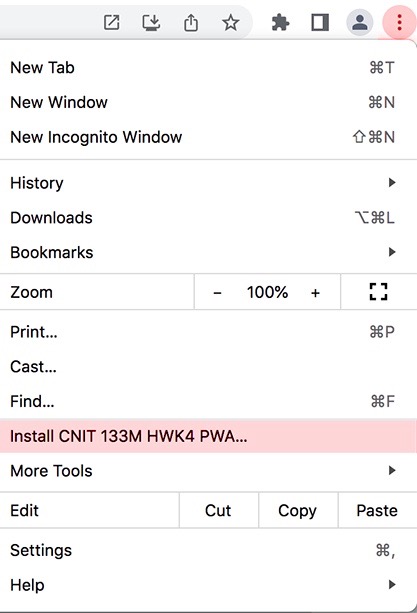 New Tab ⌘T
New Window ⌘N
New Incognito Window ⇧⌘N
History
Downloads ⌥⌘L
Bookmarks
Zoom − 100% +
Print... ⌘P
Cast...
Find... ⌘F
Install CNIT 133M HWK4 PWA...
More Tools
Edit Cut Copy Paste
Settings ⌘,
Help